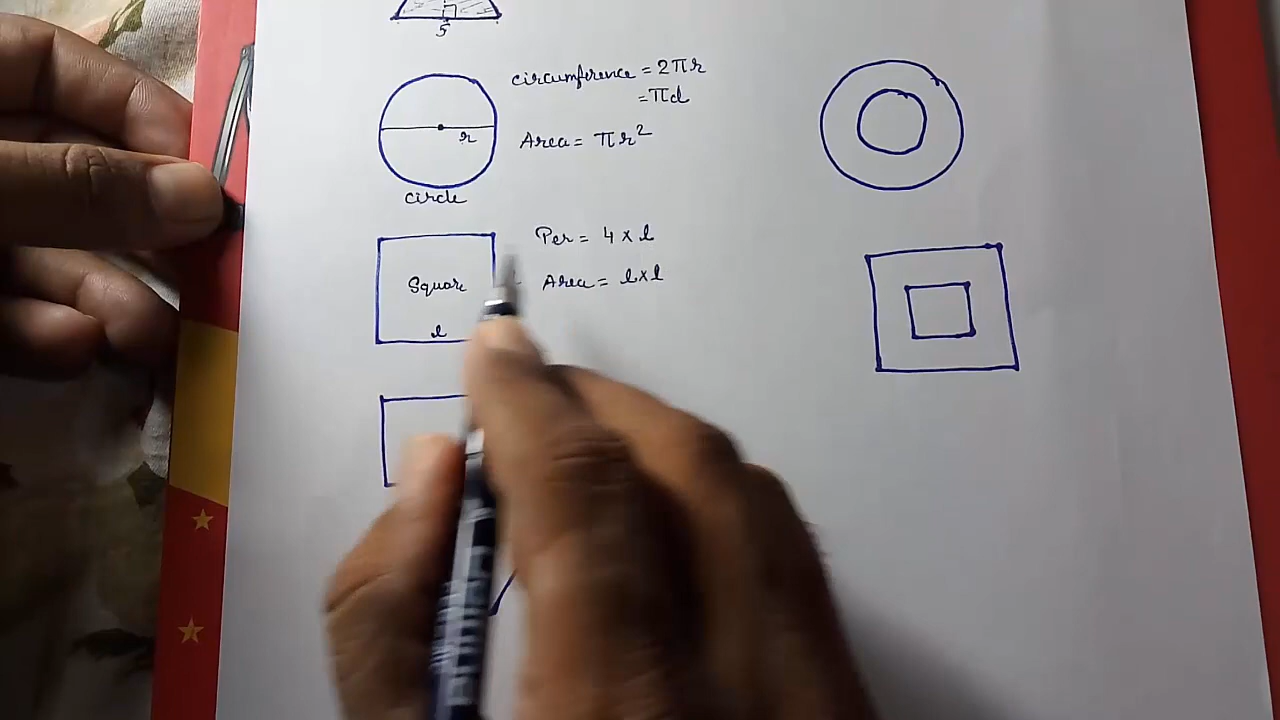 5
circumference = 2πr
= πd
r
Area = πr²
circle
Per = 4 × l
Square
Area = l×l
l